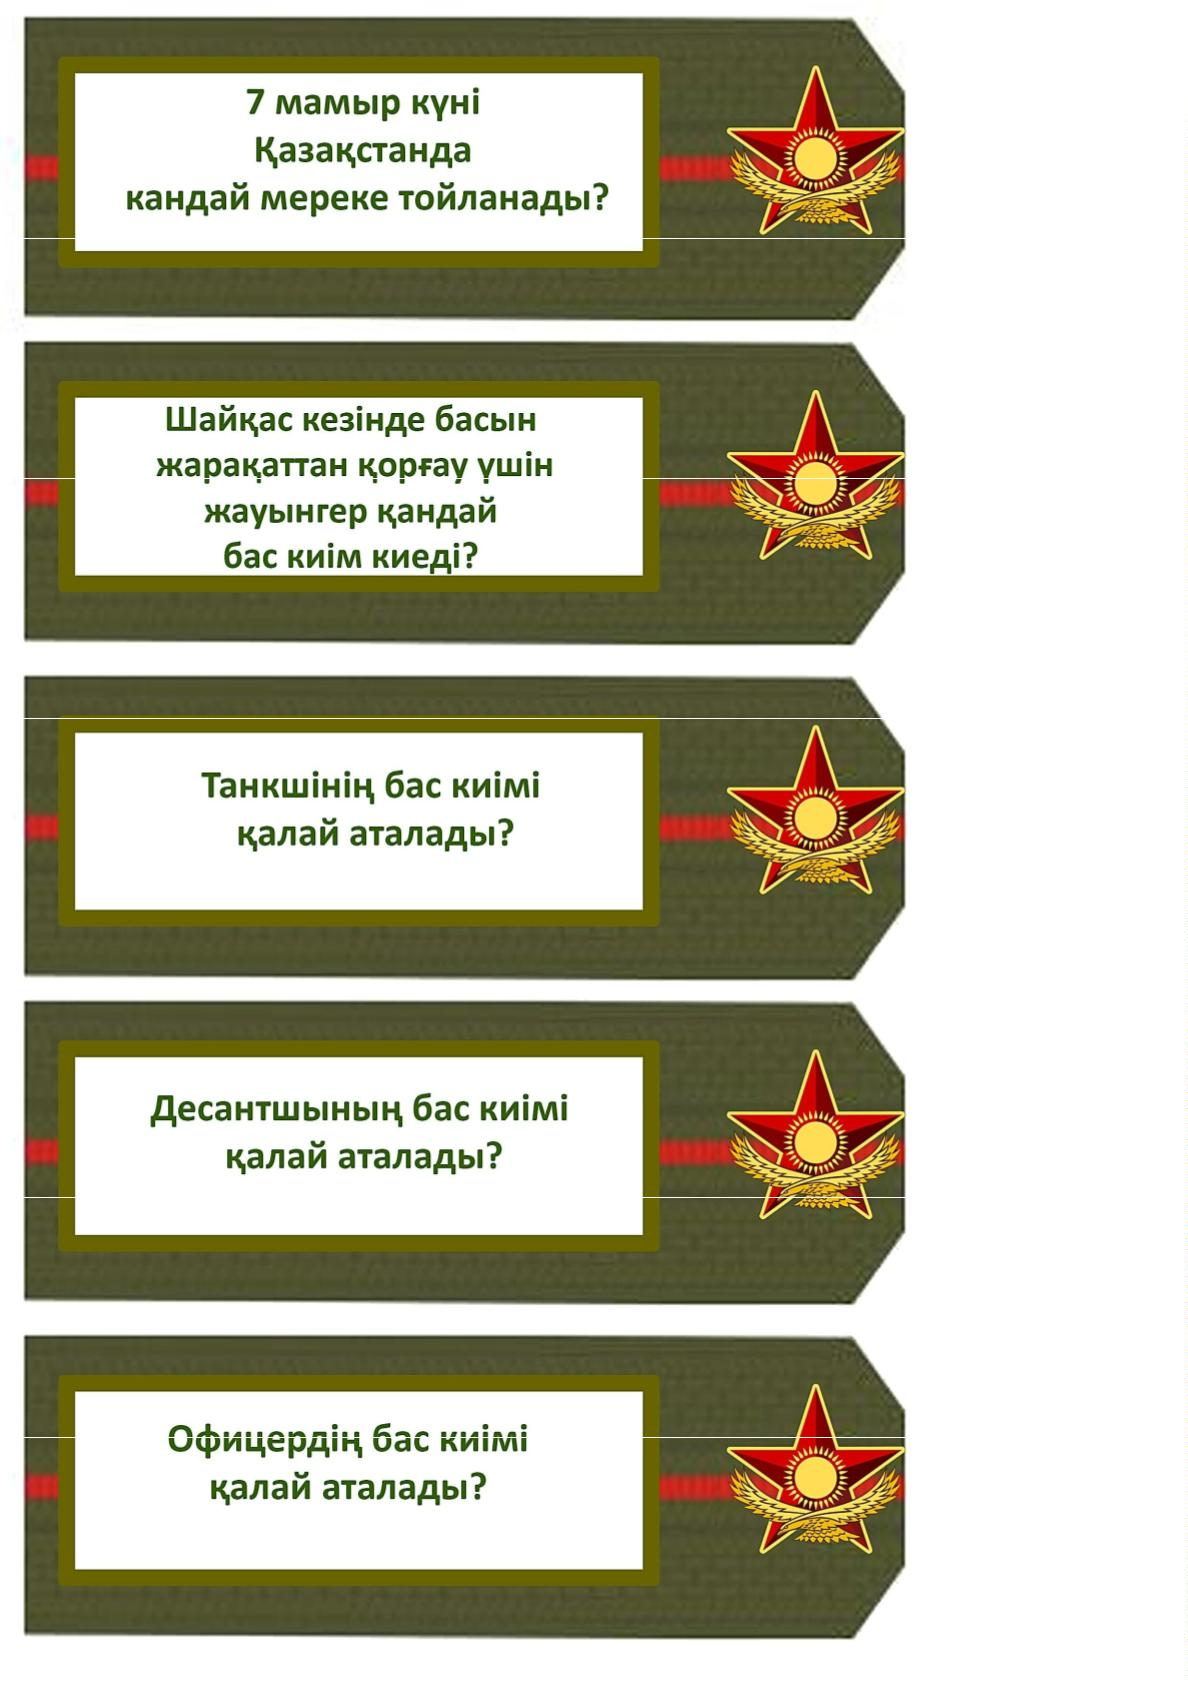 7 мамыр күні
Қазақстанда
кандай мереке тойланады?
Шайқас кезінде басын
жарақаттан қорғау үшін
жауынгер қандай
бас киім киеді?
Танкшінің бас киімі
қалай аталады?
Десантшының бас киімі
қалай аталады?
Офицердің бас киімі
қалай аталады?